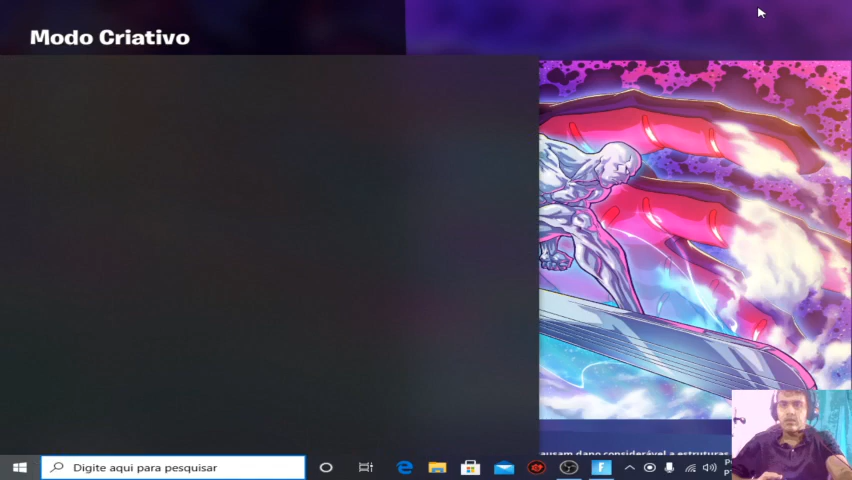 Modo Criativo
ausam dano considerável a estruturas
Digite aqui para pesquisar